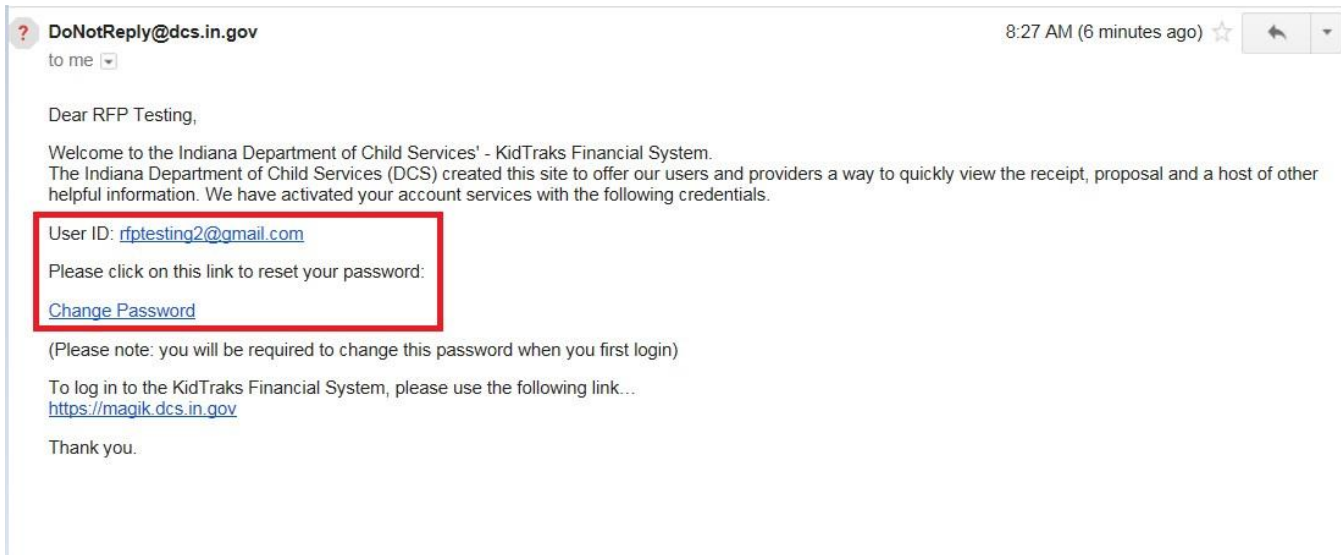 DoNotReply@dcs.in.gov
8:27 AM (6 minutes ago)
to me
Dear RFP Testing,
Welcome to the Indiana Department of Child Services' - KidTraks Financial System.
The Indiana Department of Child Services (DCS) created this site to offer our users and providers a way to quickly view the receipt, proposal and a host of other
helpful information. We have activated your account services with the following credentials.
User ID: rfptesting2@gmail.com
Please click on this link to reset your password:
Change Password
(Please note: you will be required to change this password when you first login)
To log in to the KidTraks Financial System, please use the following link…
https://magik.dcs.in.gov
Thank you.